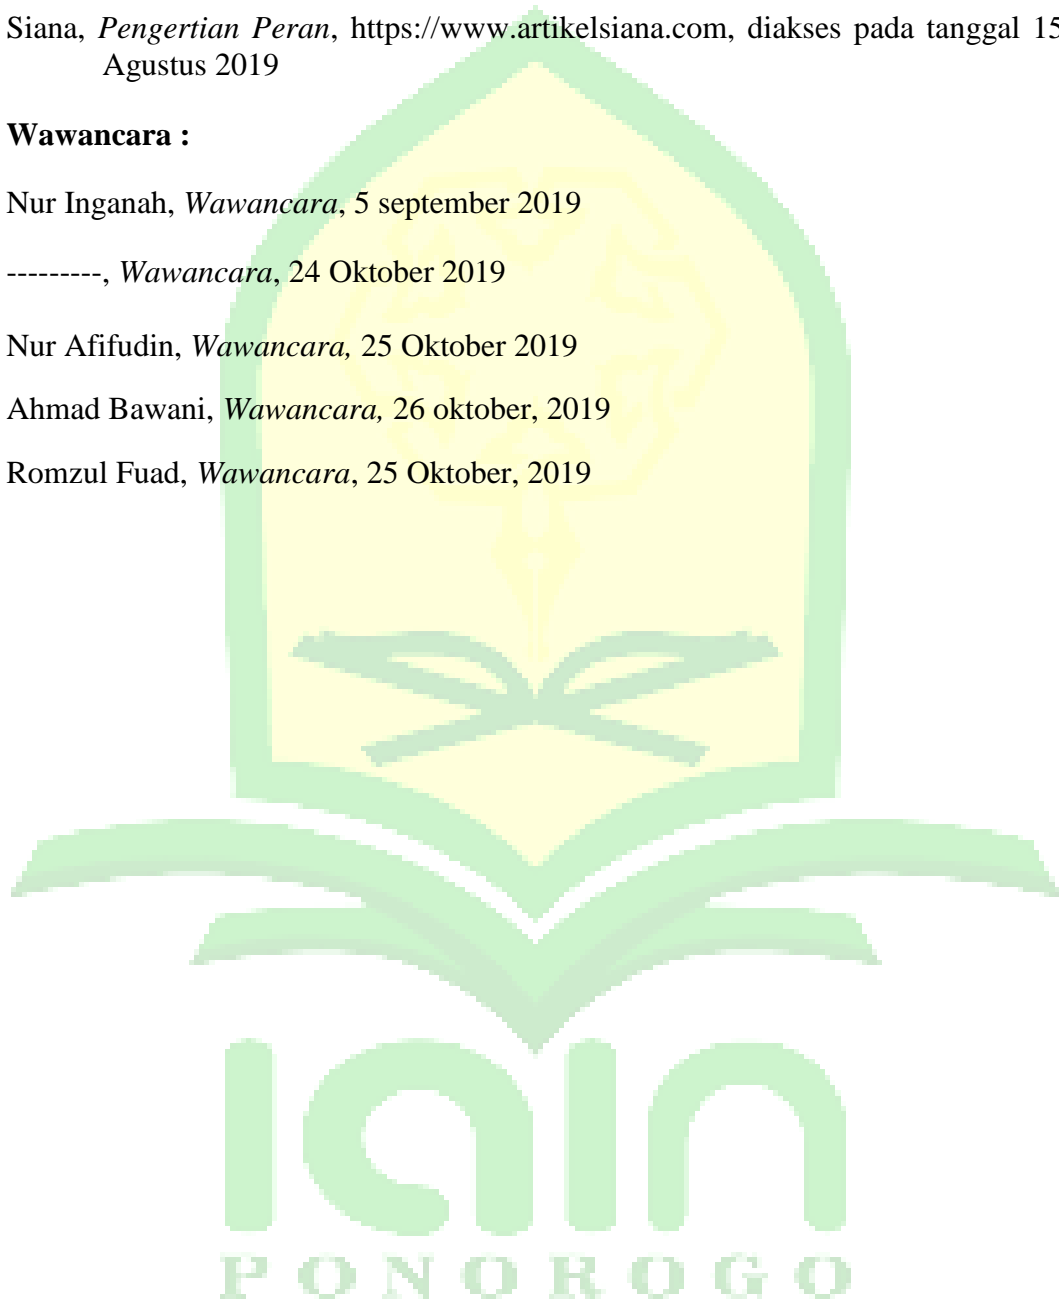 Siana, Pengertian Peran, https://www.artikelsiana.com, diakses pada tanggal 15
Agustus 2019
Wawancara :
Nur Inganah, Wawancara, 5 september 2019
---------, Wawancara, 24 Oktober 2019
Nur Afifudin, Wawancara, 25 Oktober 2019
Ahmad Bawani, Wawancara, 26 oktober, 2019
Romzul Fuad, Wawancara, 25 Oktober, 2019
iain
PONOROGO